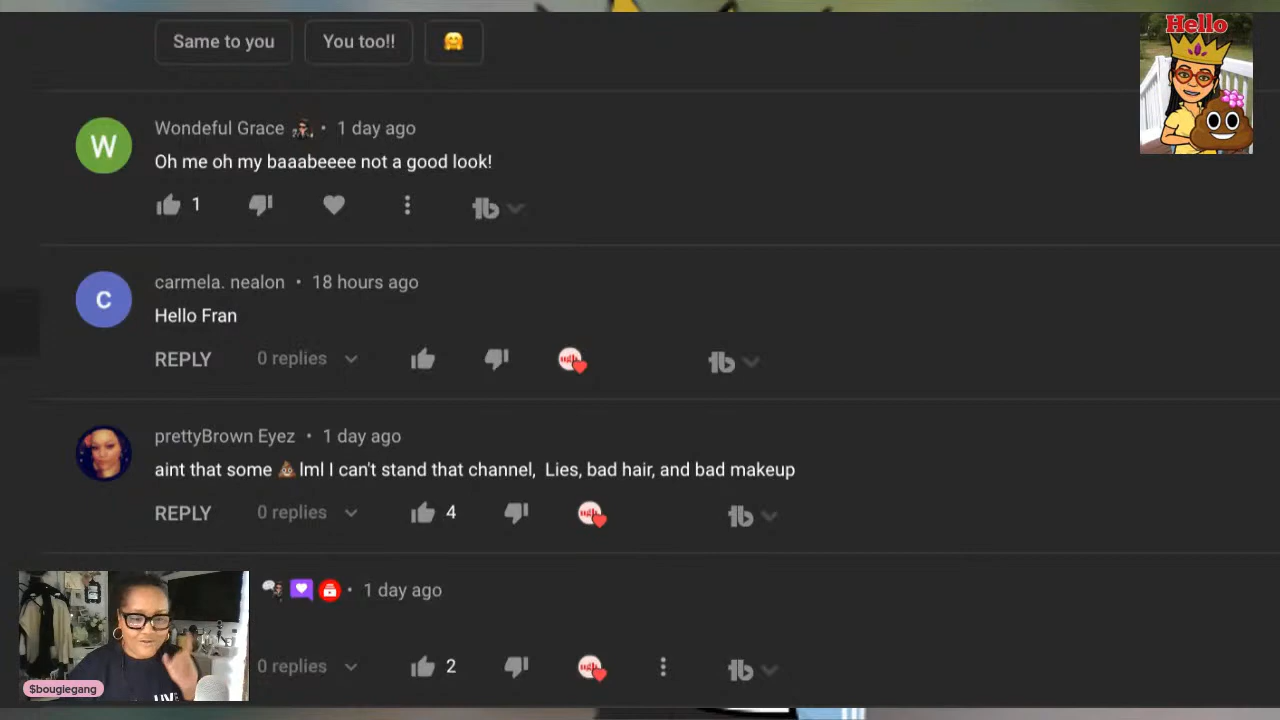 Hello
Same to you
You too!!
W
Wondeful Grace • 1 day ago
Oh me oh my baaabeeee not a good look!
1
C
carmela. nealon • 18 hours ago
Hello Fran
REPLY 0 replies
prettyBrown Eyez • 1 day ago
aint that some 💩 lml I can't stand that channel, Lies, bad hair, and bad makeup
REPLY 0 replies 4
• 1 day ago
0 replies 2
$bougiegang